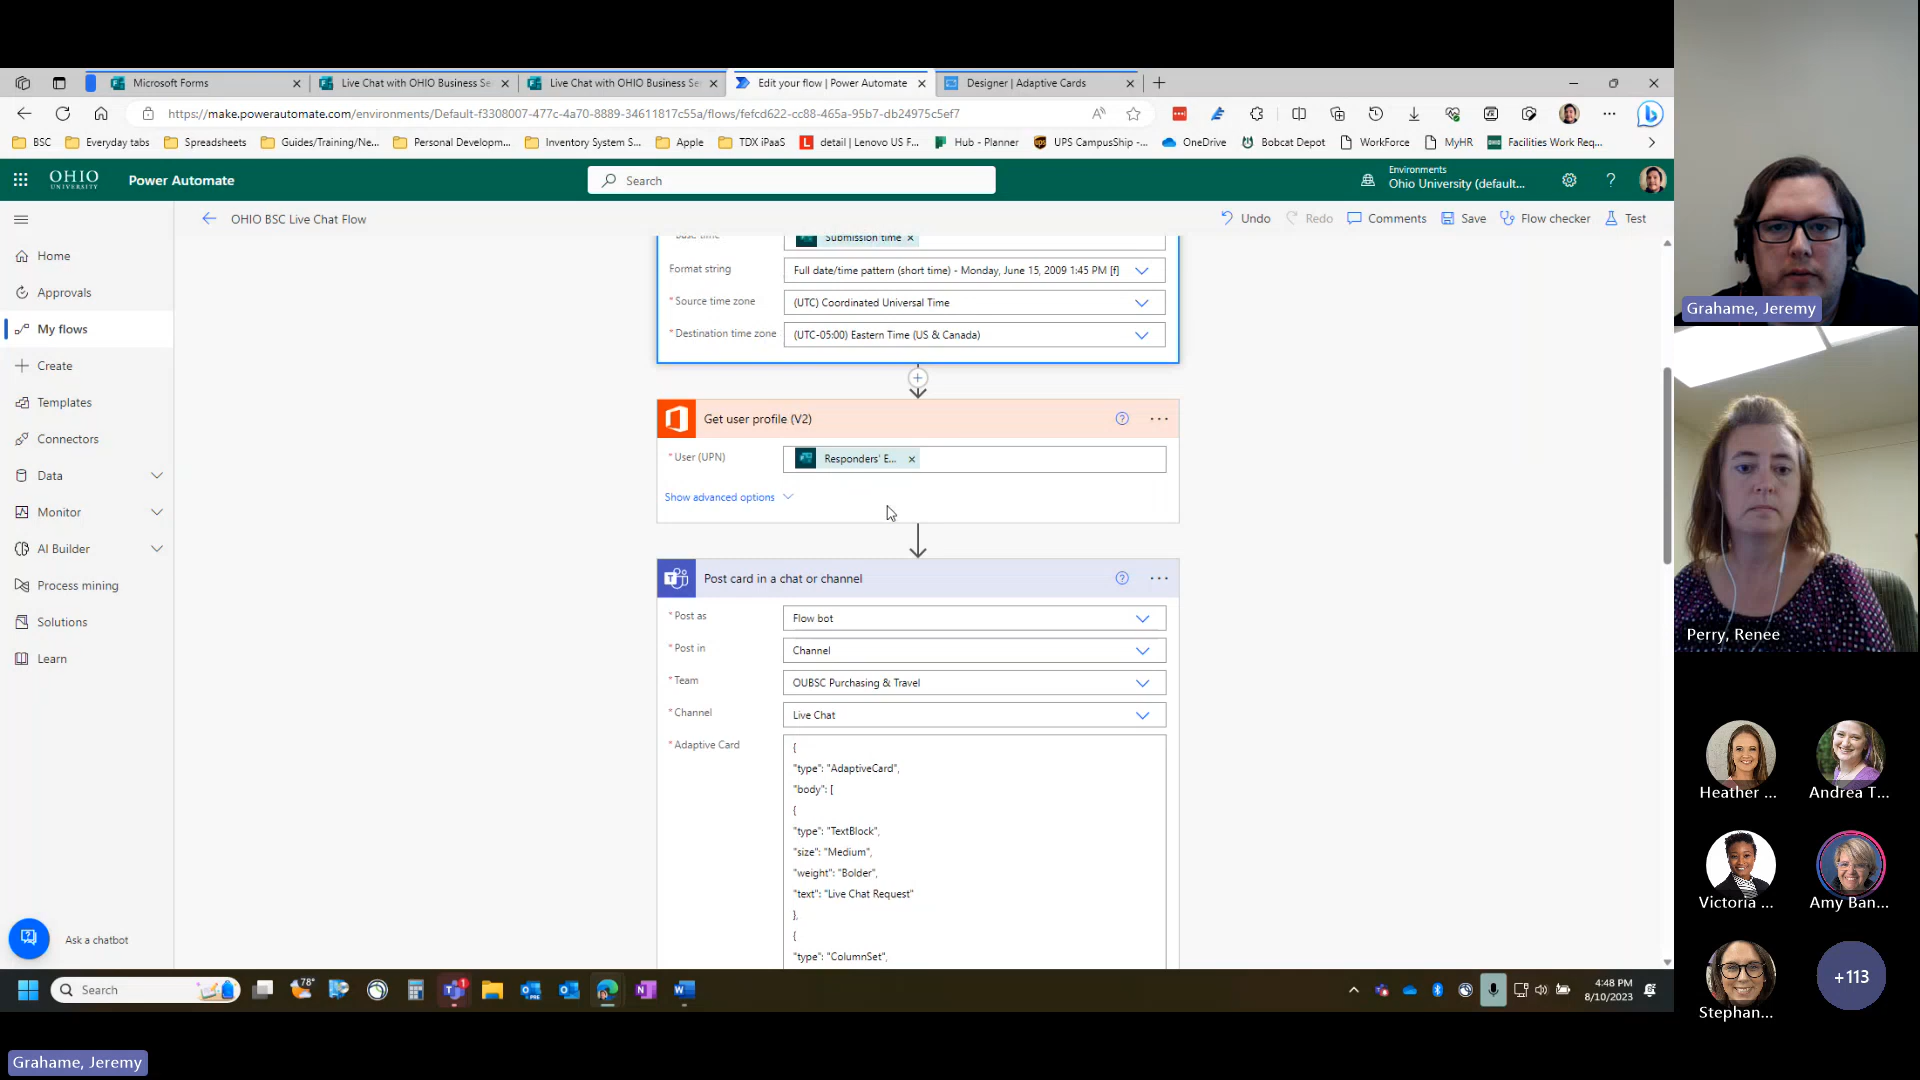 Microsoft Forms
Live Chat with OHIO Business Se
Live Chat with OHIO Business Se
Edit your flow | Power Automate
Designer | Adaptive Cards
https://make.powerautomate.com/environments/Default-f3308007-477c-4a70-8889-34611817c55a/flows/fefcd622-cc88-465a-95b7-db24975c5ef7
BSC
Everyday tabs
Spreadsheets
Guides/Training/Ne...
Personal Developm...
Inventory System S...
Apple
TDX iPaaS
detail | Lenovo US F...
Hub - Planner
UPS CampusShip -...
OneDrive
Bobcat Depot
WorkForce
MyHR
Facilities Work Req...
OHIO
UNIVERSITY
Power Automate
Search
Environments
Ohio University (default...
OHIO BSC Live Chat Flow
Undo
Redo
Comments
Save
Flow checker
Test
Home
Approvals
My flows
Create
Templates
Connectors
Data
Monitor
AI Builder
Process mining
Solutions
Learn
Ask a chatbot
Submission time
Format string
Full date/time pattern (short time) - Monday, June 15, 2009 1:45 PM [f]
* Source time zone
(UTC) Coordinated Universal Time
* Destination time zone
(UTC-05:00) Eastern Time (US & Canada)
Get user profile (V2)
* User (UPN)
Responders' E...
Show advanced options
Post card in a chat or channel
* Post as
Flow bot
* Post in
Channel
* Team
OUBSC Purchasing & Travel
* Channel
Live Chat
* Adaptive Card
{
"type": "AdaptiveCard",
"body": [
{
"type": "TextBlock",
"size": "Medium",
"weight": "Bolder",
"text": "Live Chat Request"
},
{
"type": "ColumnSet",
Search
78°
1
4:48 PM
8/10/2023
Grahame, Jeremy
Perry, Renee
Heather ...
Andrea T...
Victoria ...
Amy Ban...
Stephan...
+113
Grahame, Jeremy